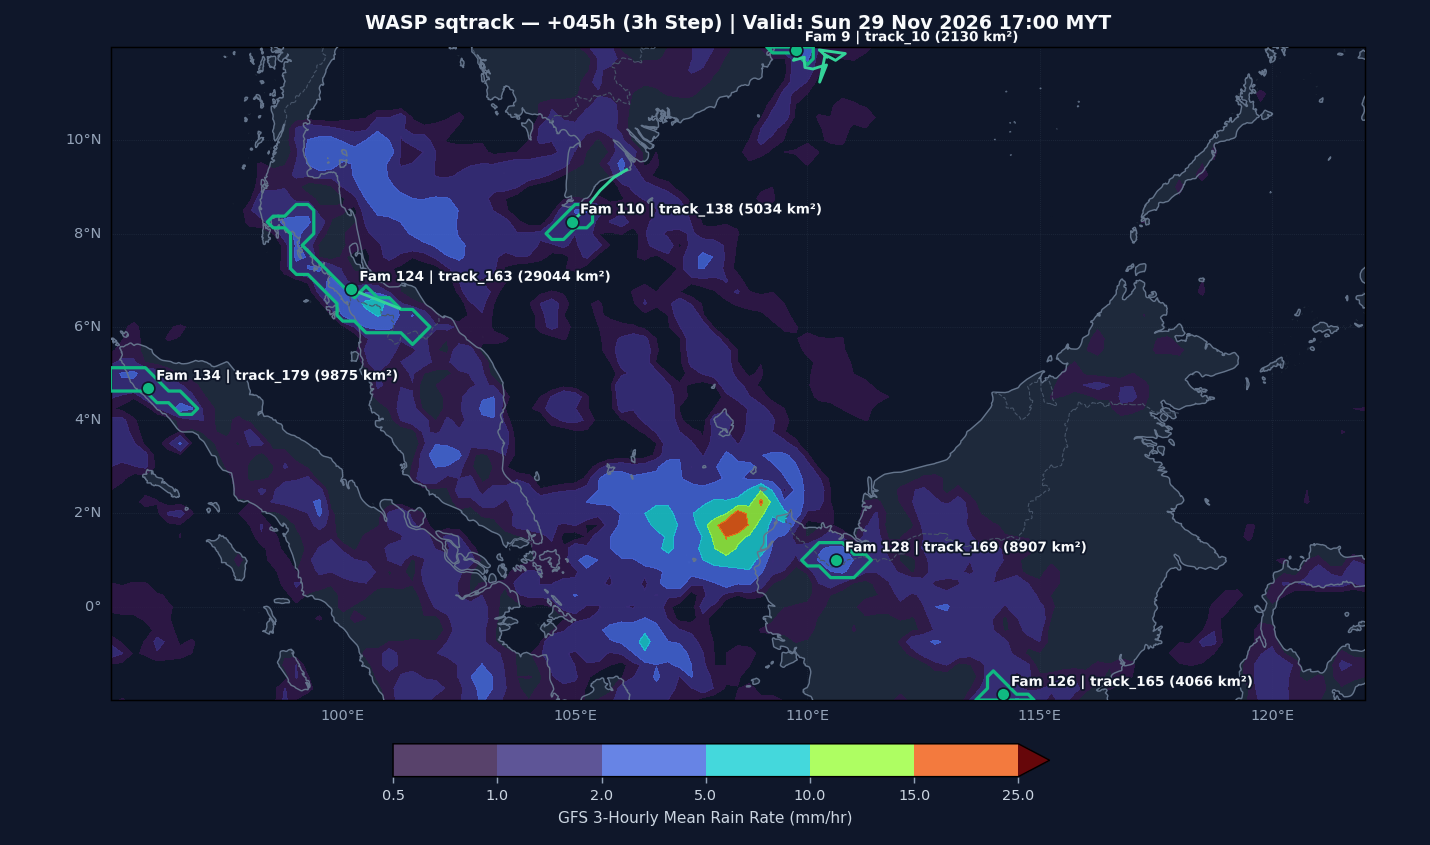 WASP sqtrack — +045h (3h Step) | Valid: Sun 29 Nov 2026 17:00 MYT
Fam 9 | track_10 (2130 km²)
10°N
Fam 110 | track_138 (5034 km²)
8°N
Fam 124 | track_163 (29044 km²)
6°N
Fam 134 | track_179 (9875 km²)
4°N
2°N
Fam 128 | track_169 (8907 km²)
0°
Fam 126 | track_165 (4066 km²)
100°E 105°E 110°E 115°E 120°E
0.5 1.0 2.0 5.0 10.0 15.0 25.0
GFS 3-Hourly Mean Rain Rate (mm/hr)